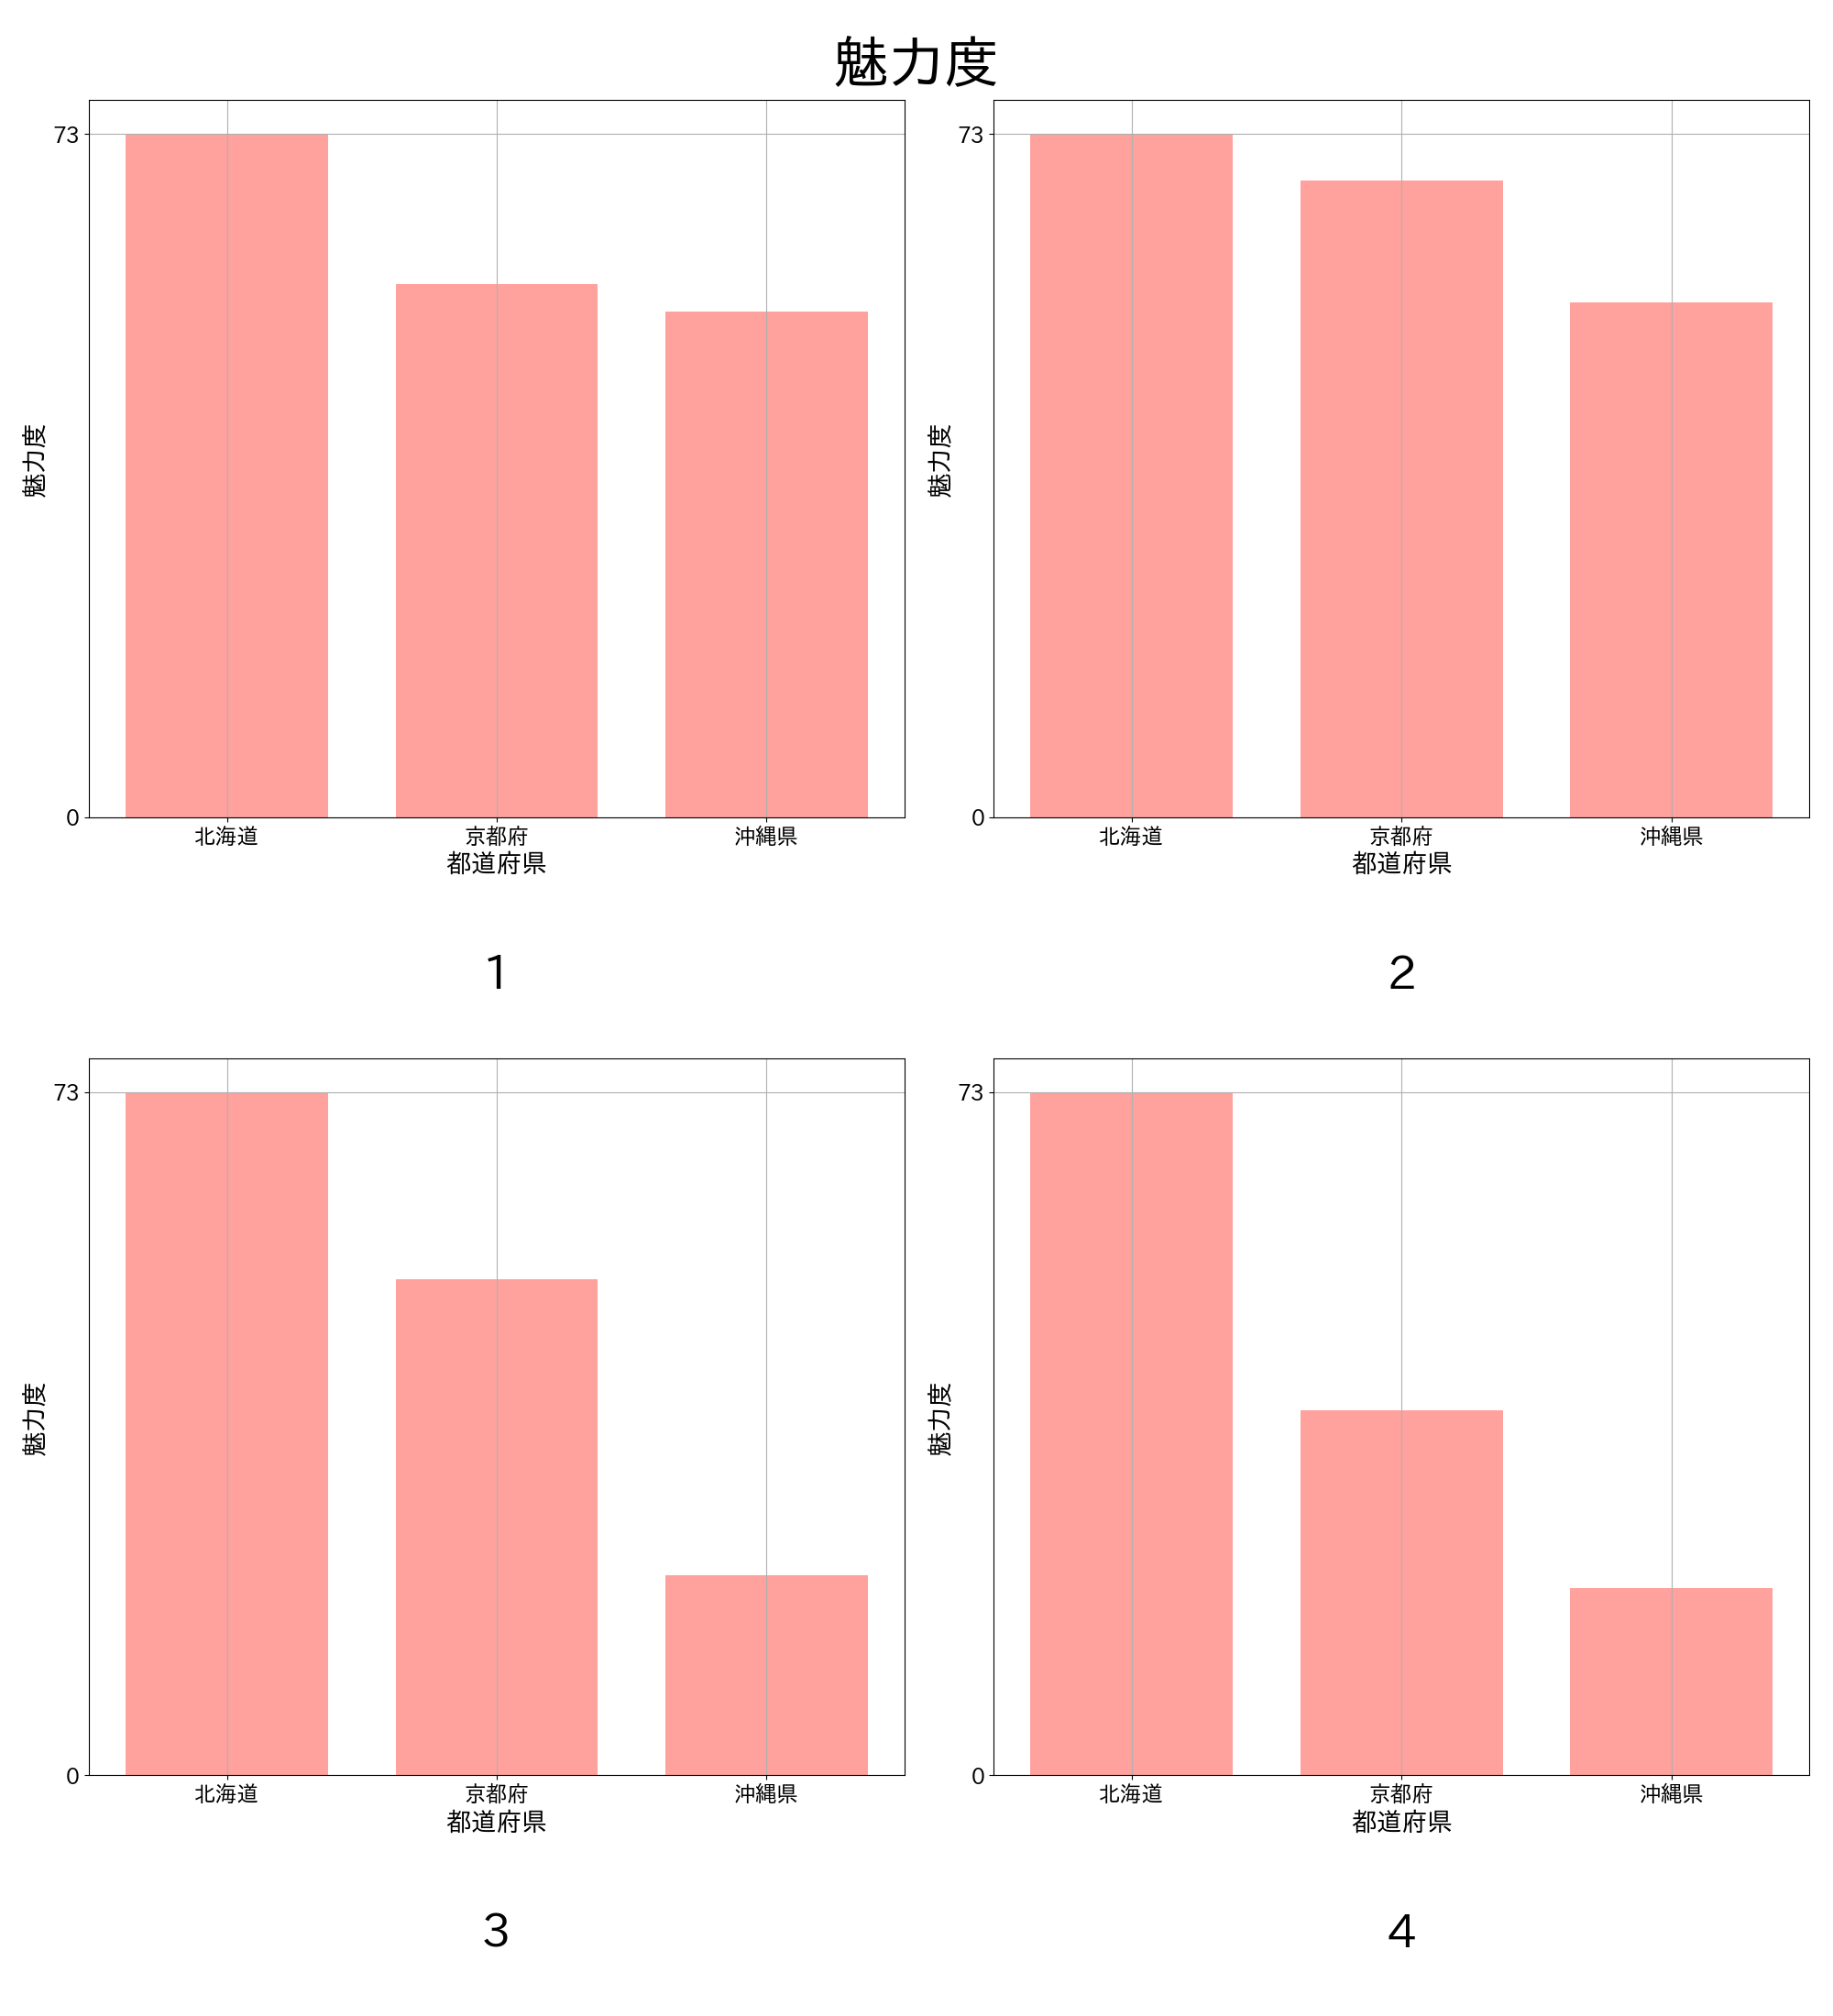 魅力度
73
0
魅力度
北海道 京都府 沖縄県
都道府県
1
73
0
魅力度
北海道 京都府 沖縄県
都道府県
2
73
0
魅力度
北海道 京都府 沖縄県
都道府県
3
73
0
魅力度
北海道 京都府 沖縄県
都道府県
4